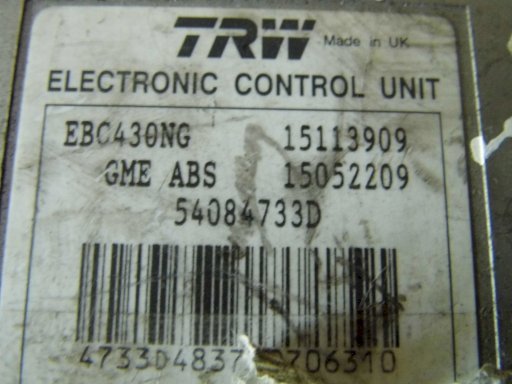 TRW Made in UK
ELECTRONIC CONTROL UNIT
EBC430NG 15113909
GME ABS 15052209
54084733D